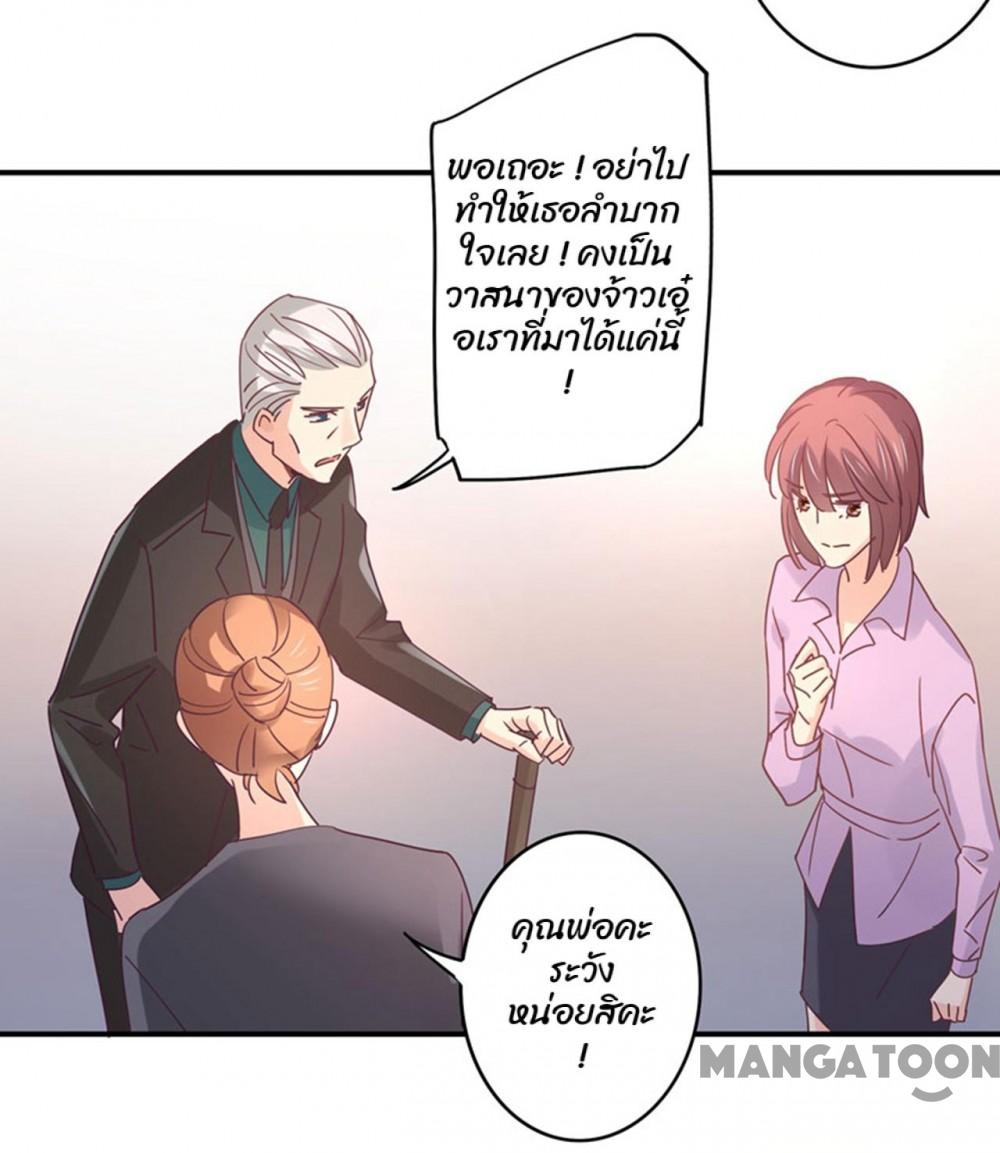 พอเถอะ ! อย่าไป
ทำให้เธอลำบาก
ใจเลย ! คงเป็น
วาสนาของจ้าวเอ๋
อเราที่มาได้แค่นี้
!
คุณพ่อคะ
ระวัง
หน่อยสิคะ
!
MANGATOON